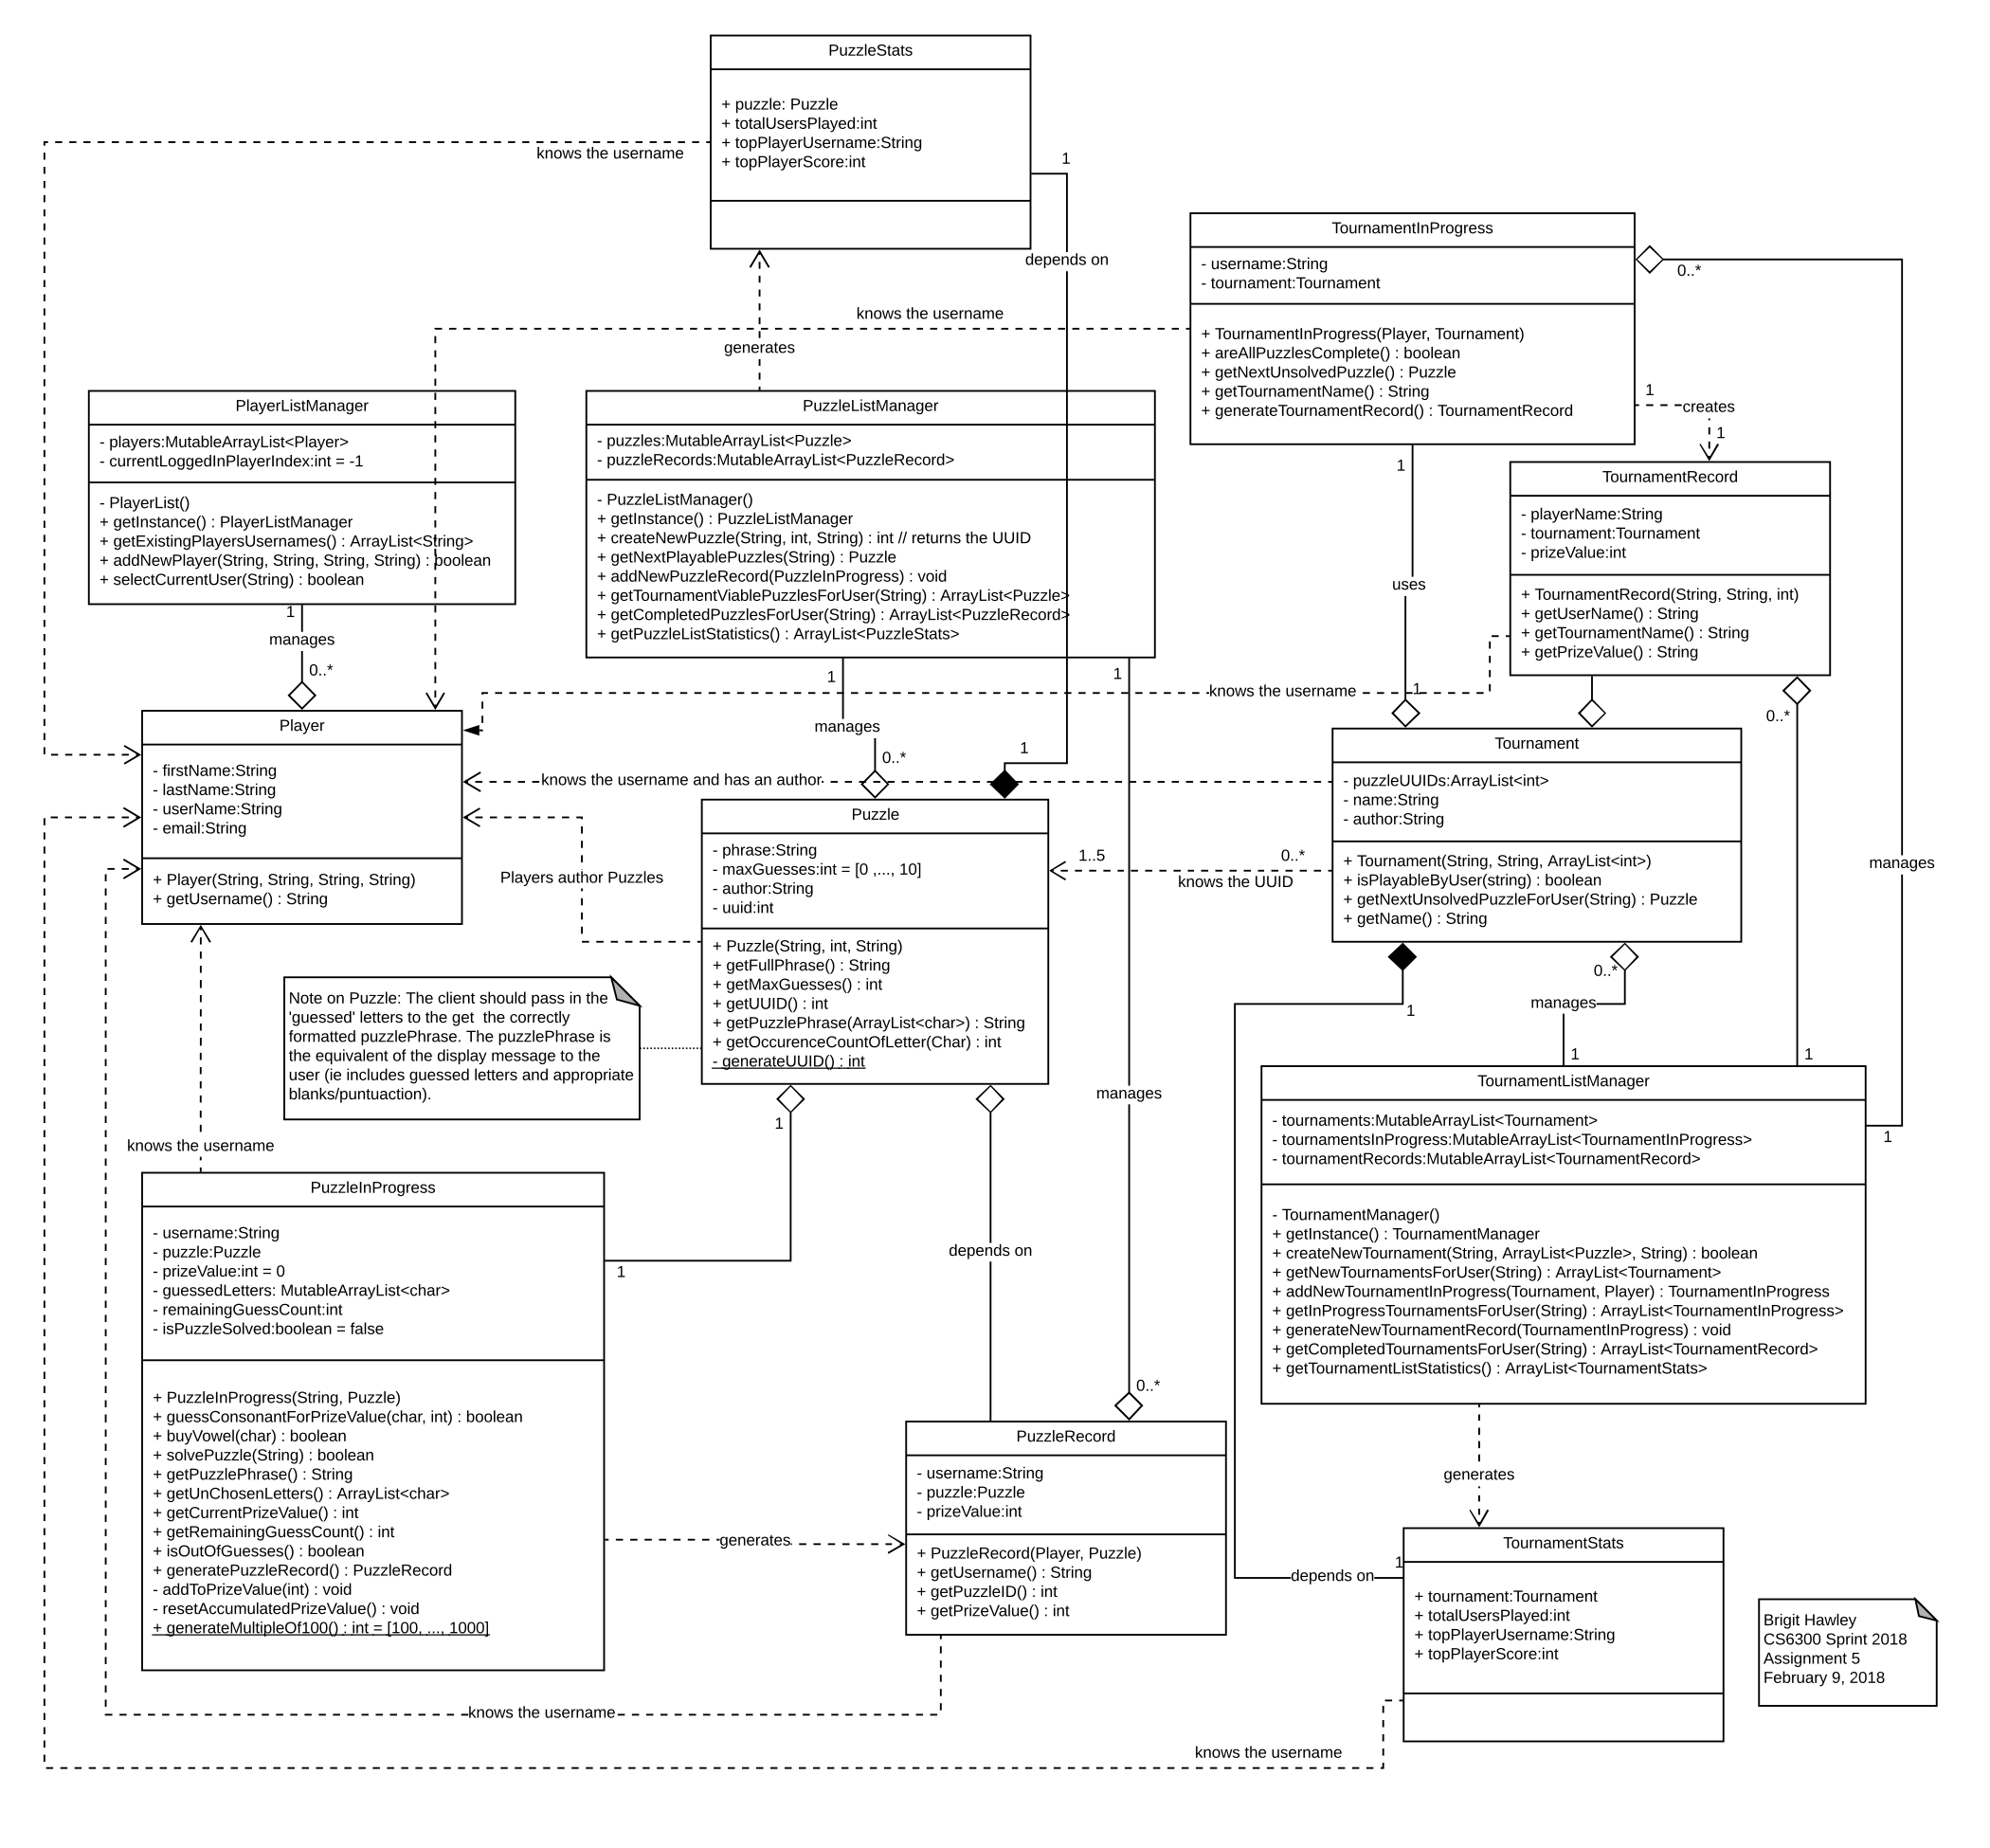 PuzzleStats
+ puzzle: Puzzle
+ totalUsersPlayed:int
+ topPlayerUsername:String
+ topPlayerScore:int
knows the username
1
depends on
TournamentInProgress
- username:String
- tournament:Tournament
+ TournamentInProgress(Player, Tournament)
+ areAllPuzzlesComplete() : boolean
+ getNextUnsolvedPuzzle() : Puzzle
+ getTournamentName() : String
+ generateTournamentRecord() : TournamentRecord
0..*
knows the username
generates
1
creates
1
PlayerListManager
- players:MutableArrayList<Player>
- currentLoggedInPlayerIndex:int = -1
- PlayerList()
+ getInstance() : PlayerListManager
+ getExistingPlayersUsernames() : ArrayList<String>
+ addNewPlayer(String, String, String, String) : boolean
+ selectCurrentUser(String) : boolean
1
manages
0..*
PuzzleListManager
- puzzles:MutableArrayList<Puzzle>
- puzzleRecords:MutableArrayList<PuzzleRecord>
- PuzzleListManager()
+ getInstance() : PuzzleListManager
+ createNewPuzzle(String, int, String) : int // returns the UUID
+ getNextPlayablePuzzles(String) : Puzzle
+ addNewPuzzleRecord(PuzzleInProgress) : void
+ getTournamentViablePuzzlesForUser(String) : ArrayList<Puzzle>
+ getCompletedPuzzlesForUser(String) : ArrayList<PuzzleRecord>
+ getPuzzleListStatistics() : ArrayList<PuzzleStats>
1
manages
0..*
1
1
1
uses
1
TournamentRecord
- playerName:String
- tournament:Tournament
- prizeValue:int
+ TournamentRecord(String, String, int)
+ getUserName() : String
+ getTournamentName() : String
+ getPrizeValue() : String
knows the username
0..*
Player
- firstName:String
- lastName:String
- userName:String
- email:String
+ Player(String, String, String, String)
+ getUsername() : String
knows the username and has an author
Players author Puzzles
Puzzle
- phrase:String
- maxGuesses:int = [0 ,..., 10]
- author:String
- uuid:int
+ Puzzle(String, int, String)
+ getFullPhrase() : String
+ getMaxGuesses() : int
+ getUUID() : int
+ getPuzzlePhrase(ArrayList<char>) : String
+ getOccurenceCountOfLetter(Char) : int
- generateUUID() : int
1..5
0..*
knows the UUID
Tournament
- puzzleUUIDs:ArrayList<int>
- name:String
- author:String
+ Tournament(String, String, ArrayList<int>)
+ isPlayableByUser(string) : boolean
+ getNextUnsolvedPuzzleForUser(String) : Puzzle
+ getName() : String
manages
1
0..*
manages
1
1
Note on Puzzle: The client should pass in the
'guessed' letters to the get  the correctly
formatted puzzlePhrase. The puzzlePhrase is
the equivalent of the display message to the
user (ie includes guessed letters and appropriate
blanks/puntuaction).
1
1
depends on
manages
0..*
TournamentListManager
- tournaments:MutableArrayList<Tournament>
- tournamentsInProgress:MutableArrayList<TournamentInProgress>
- tournamentRecords:MutableArrayList<TournamentRecord>
- TournamentManager()
+ getInstance() : TournamentManager
+ createNewTournament(String, ArrayList<Puzzle>, String) : boolean
+ getNewTournamentsForUser(String) : ArrayList<Tournament>
+ addNewTournamentInProgress(Tournament, Player) : TournamentInProgress
+ getInProgressTournamentsForUser(String) : ArrayList<TournamentInProgress>
+ generateNewTournamentRecord(TournamentInProgress) : void
+ getCompletedTournamentsForUser(String) : ArrayList<TournamentRecord>
+ getTournamentListStatistics() : ArrayList<TournamentStats>
1
knows the username
PuzzleInProgress
- username:String
- puzzle:Puzzle
- prizeValue:int = 0
- guessedLetters: MutableArrayList<char>
- remainingGuessCount:int
- isPuzzleSolved:boolean = false
+ PuzzleInProgress(String, Puzzle)
+ guessConsonantForPrizeValue(char, int) : boolean
+ buyVowel(char) : boolean
+ solvePuzzle(String) : boolean
+ getPuzzlePhrase() : String
+ getUnChosenLetters() : ArrayList<char>
+ getCurrentPrizeValue() : int
+ getRemainingGuessCount() : int
+ isOutOfGuesses() : boolean
+ generatePuzzleRecord() : PuzzleRecord
- addToPrizeValue(int) : void
- resetAccumulatedPrizeValue() : void
+ generateMultipleOf100() : int = [100, ..., 1000]
generates
PuzzleRecord
- username:String
- puzzle:Puzzle
- prizeValue:int
+ PuzzleRecord(Player, Puzzle)
+ getUsername() : String
+ getPuzzleID() : int
+ getPrizeValue() : int
generates
1
depends on
TournamentStats
+ tournament:Tournament
+ totalUsersPlayed:int
+ topPlayerUsername:String
+ topPlayerScore:int
Brigit Hawley
CS6300 Sprint 2018
Assignment 5
February 9, 2018
knows the username
knows the username